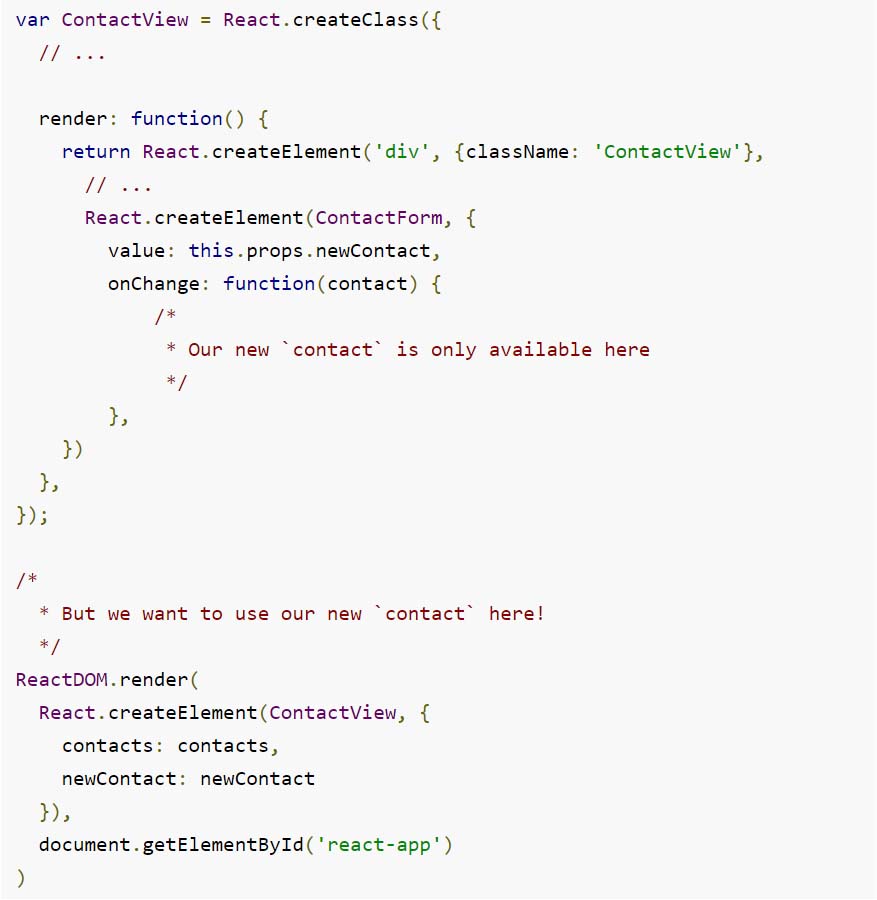 var ContactView = React.createClass({
  // ...

  render: function() {
    return React.createElement('div', {className: 'ContactView'},
      // ...
      React.createElement(ContactForm, {
        value: this.props.newContact,
        onChange: function(contact) {
            /*
             * Our new `contact` is only available here
             */
        },
    })
  },
});

/*
  * But we want to use our new `contact` here!
  */
ReactDOM.render(
  React.createElement(ContactView, {
    contacts: contacts,
    newContact: newContact
  }),
  document.getElementById('react-app')
)